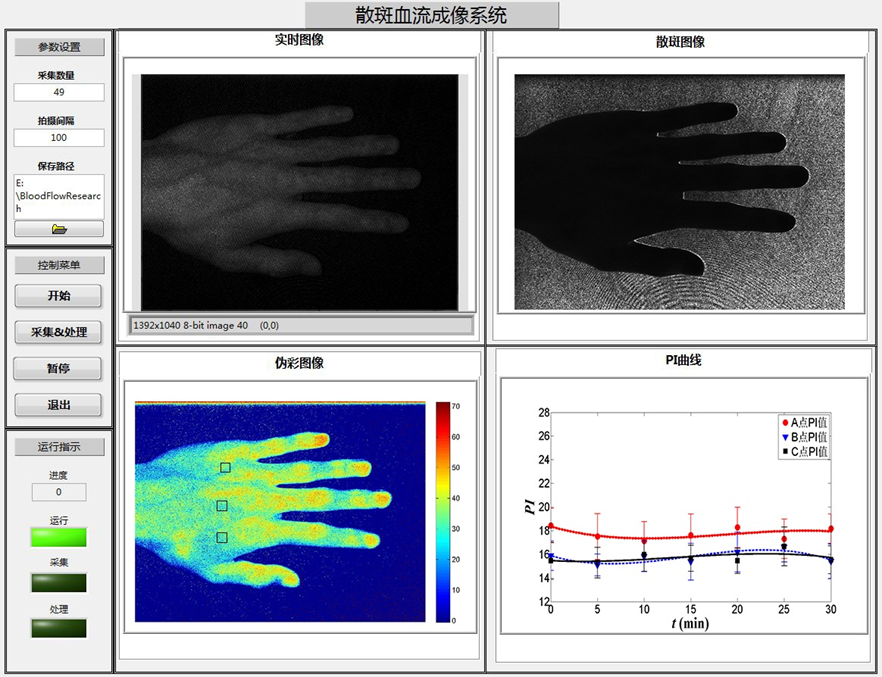 散斑血流成像系统
参数设置
采集数量
49
拍摄间隔
100
保存路径
E:
\BloodFlowResearc
h
控制菜单
开始
采集&处理
暂停
退出
运行指示
进度
0
运行
采集
处理
实时图像
1392x1040 8-bit image 40 (0,0)
散斑图像
伪彩图像
70
60
50
40
30
20
10
0
PI曲线
28
26
24
22
20
18
16
14
12
PI
A点PI值
B点PI值
C点PI值
0 5 10 15 20 25 30
t (min)